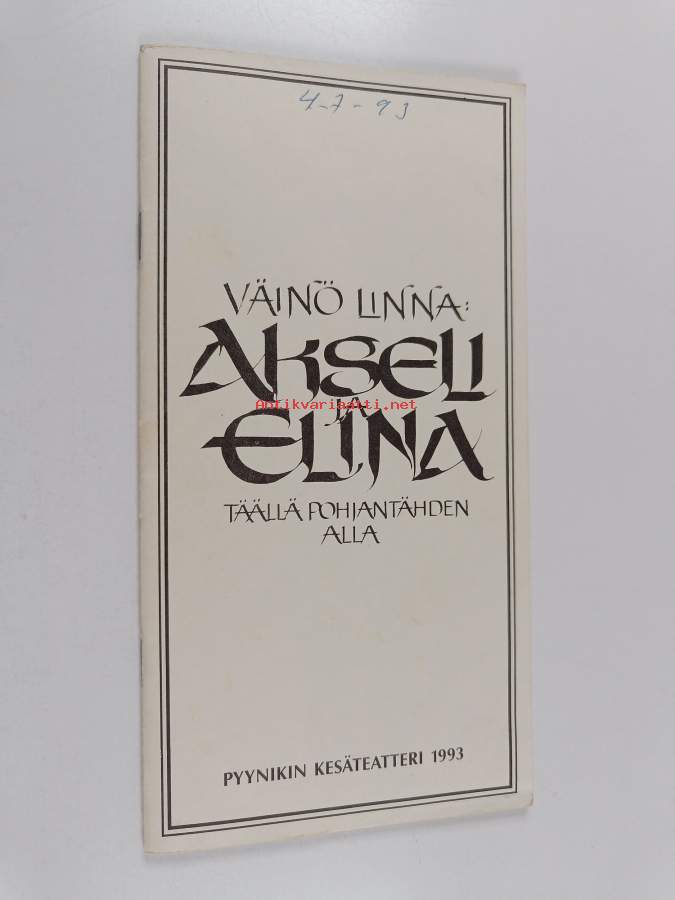 4-7-93
VÄINÖ LINNA:
AKSELI
JA
Antikvariaatti.net
ELINA
TÄÄLLÄ POHJANTÄHDEN
ALLA
PYYNIKIN KESÄTEATTERI 1993